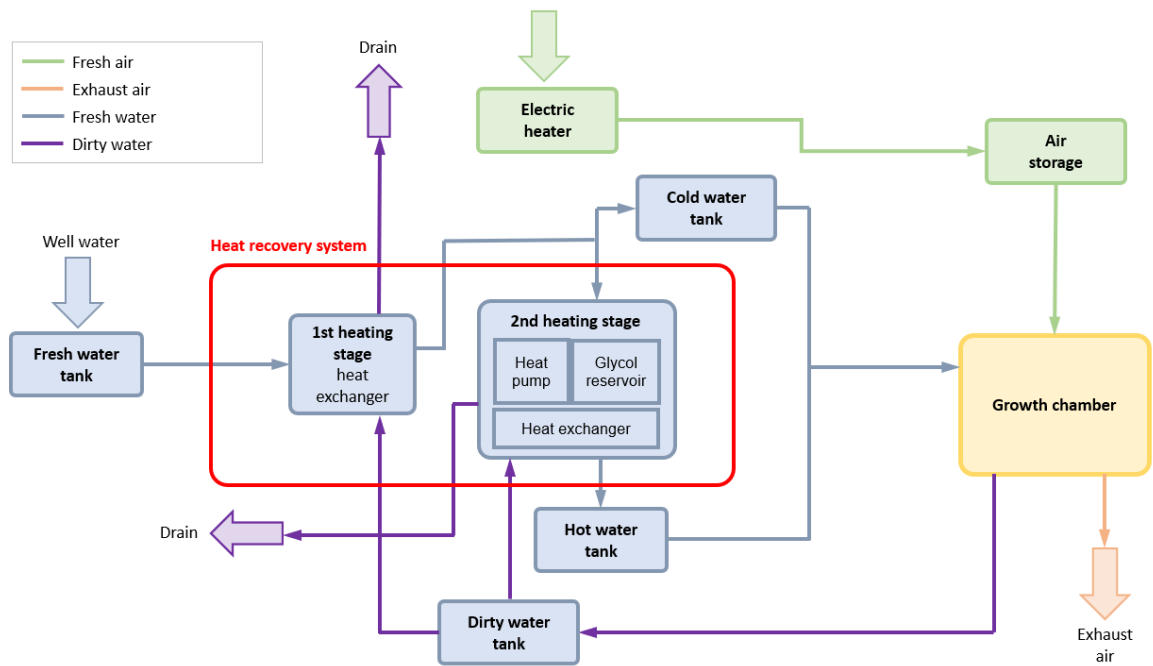 Fresh air
Exhaust air
Fresh water
Dirty water
Drain
Electric
heater
Air
storage
Cold water
tank
Well water
Heat recovery system
Fresh water
tank
1st heating
stage
heat
exchanger
2nd heating stage
Heat
pump
Glycol
reservoir
Heat exchanger
Growth chamber
Drain
Hot water
tank
Dirty water
tank
Exhaust
air